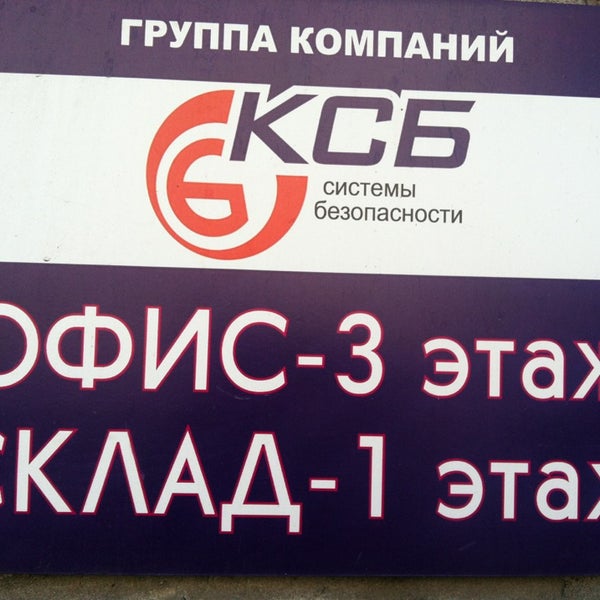 ГРУППА КОМПАНИЙ
КСБ
системы
безопасности
ОФИС-3 этаж
СКЛАД-1 этаж